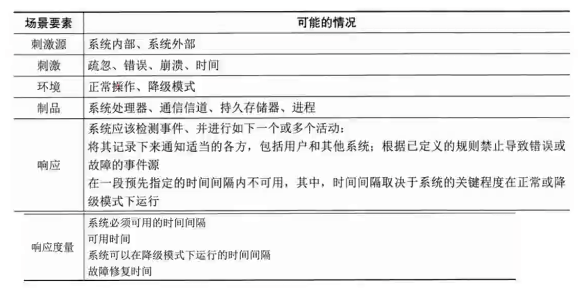 场景要素 可能的情况
刺激源 系统内部、系统外部
刺激 疏忽、错误、崩溃、时间
环境 正常操作、降级模式
制品 系统处理器、通信信道、持久存储器、进程
系统应该检测事件、并进行如下一个或多个活动：
将其记录下来通知适当的各方，包括用户和其他系统；根据已定义的规则禁止导致错误或
响应 故障的事件源
在一段预先指定的时间间隔内不可用，其中，时间间隔取决于系统的关键程度在正常或降
级模式下运行
系统必须可用的时间间隔
响应度量 可用时间
系统可以在降级模式下运行的时间间隔
故障修复时间